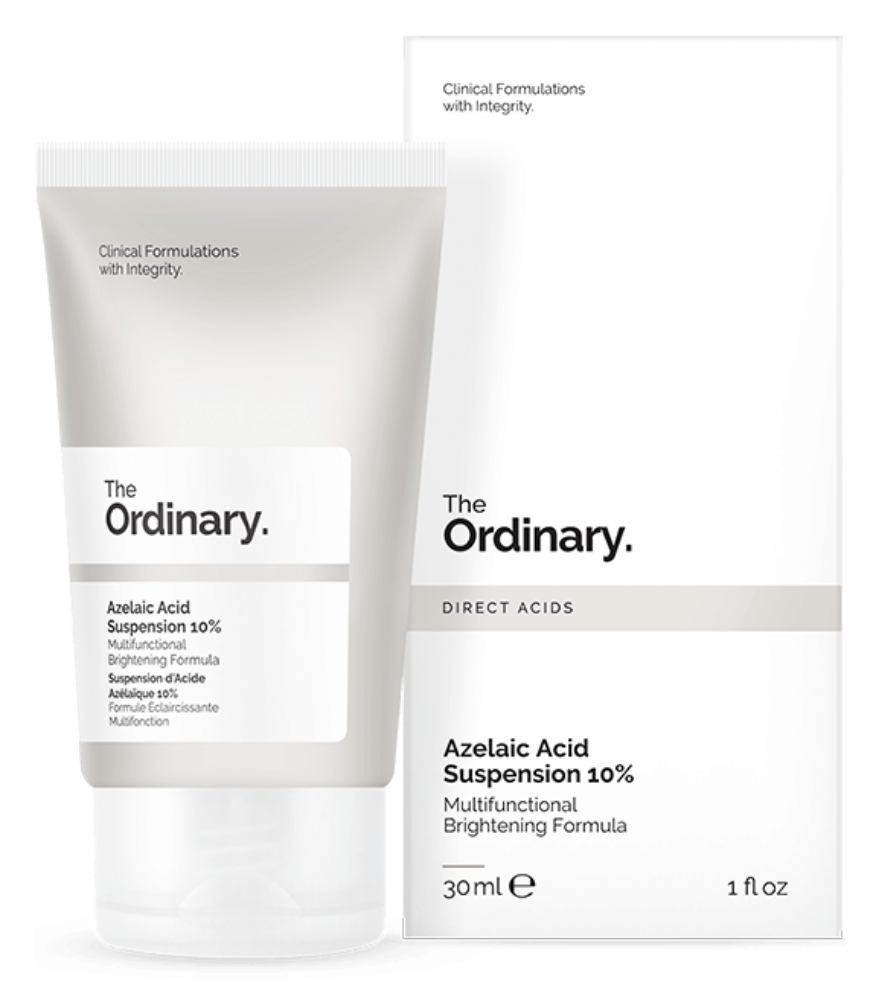 Clinical Formulations
with Integrity.
The
Ordinary.
Azelaic Acid
Suspension 10%
Multifunctional
Brightening Formula
Suspension d'Acide
Azélaïque 10%
Formule Éclaircissante
Multifonction
Clinical Formulations
with Integrity.
The
Ordinary.
DIRECT ACIDS
Azelaic Acid
Suspension 10%
Multifunctional
Brightening Formula
30 ml ℮ 1 fl oz